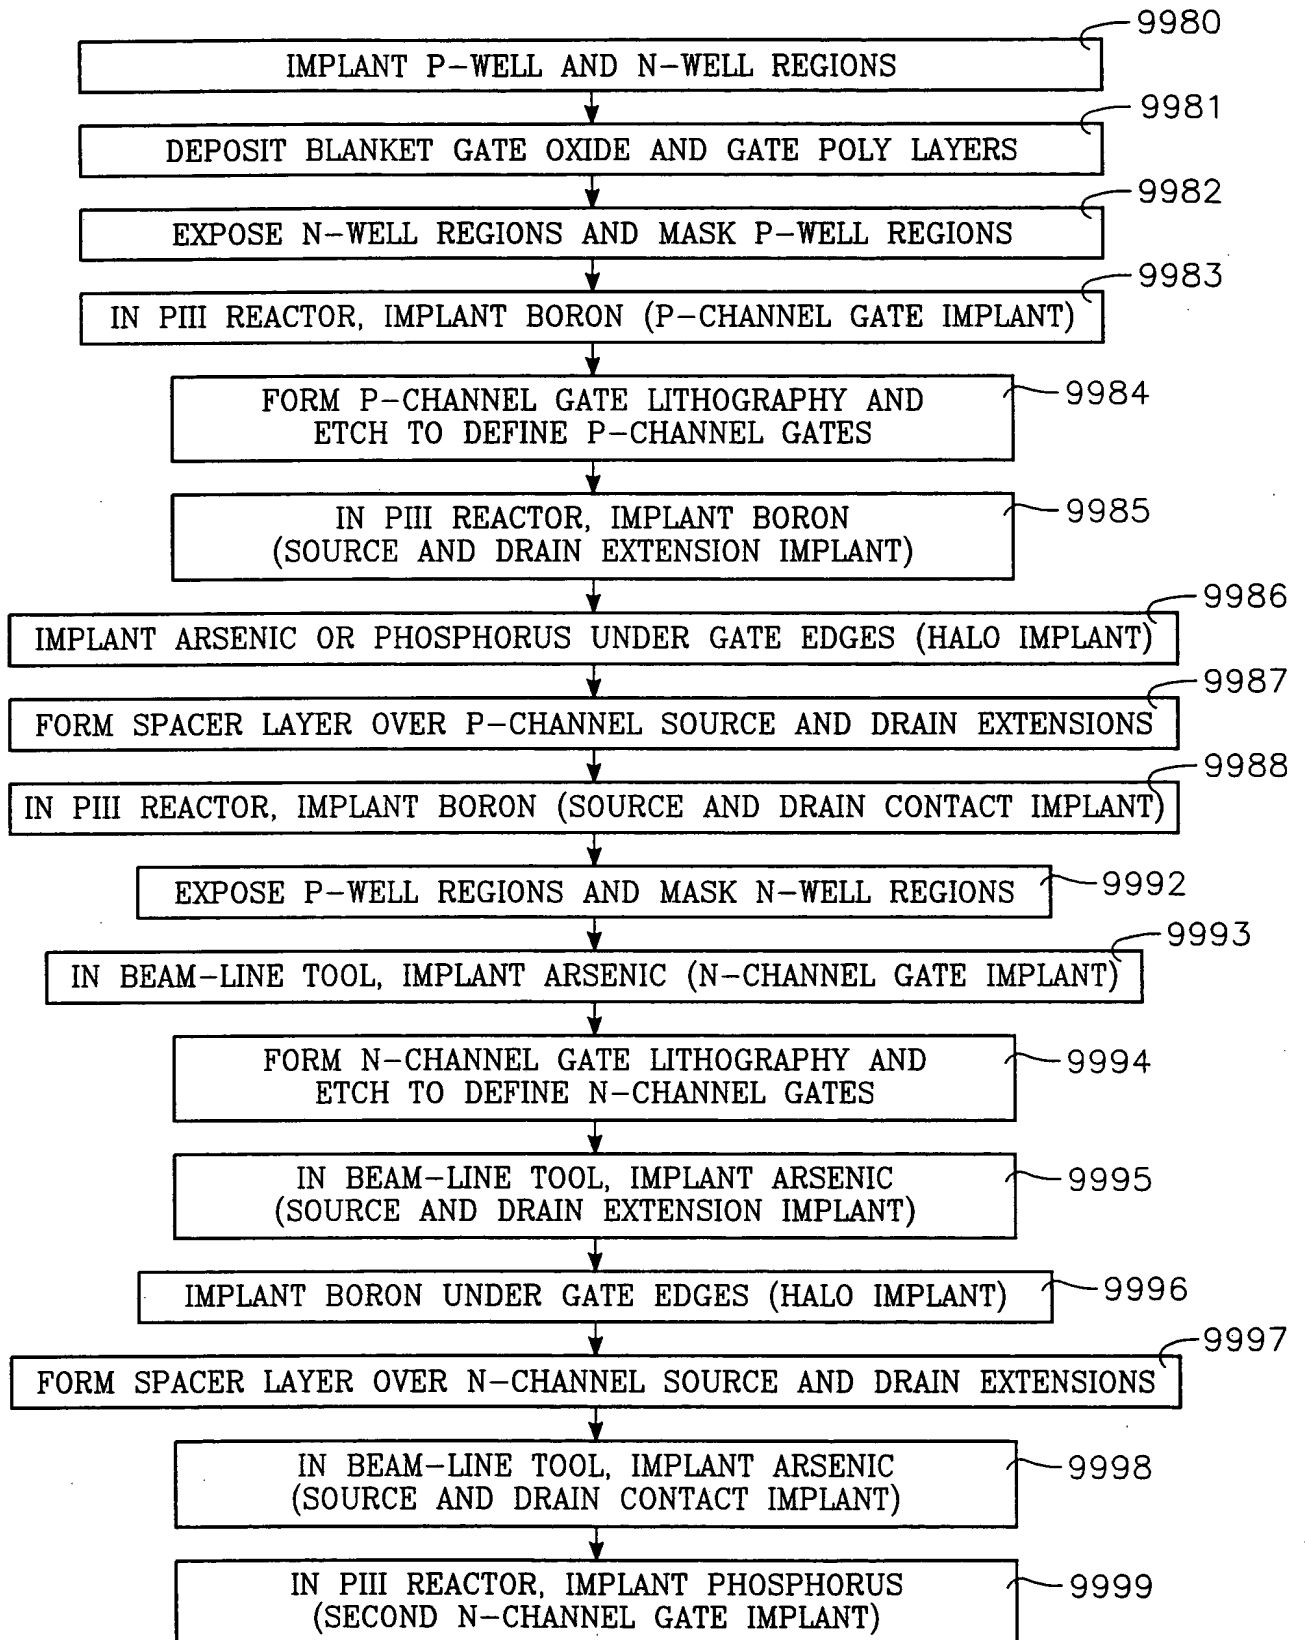 9980
IMPLANT P-WELL AND N-WELL REGIONS
9981
DEPOSIT BLANKET GATE OXIDE AND GATE POLY LAYERS
9982
EXPOSE N-WELL REGIONS AND MASK P-WELL REGIONS
9983
IN PIII REACTOR, IMPLANT BORON (P-CHANNEL GATE IMPLANT)
9984
FORM P-CHANNEL GATE LITHOGRAPHY AND
ETCH TO DEFINE P-CHANNEL GATES
9985
IN PIII REACTOR, IMPLANT BORON
(SOURCE AND DRAIN EXTENSION IMPLANT)
9986
IMPLANT ARSENIC OR PHOSPHORUS UNDER GATE EDGES (HALO IMPLANT)
9987
FORM SPACER LAYER OVER P-CHANNEL SOURCE AND DRAIN EXTENSIONS
9988
IN PIII REACTOR, IMPLANT BORON (SOURCE AND DRAIN CONTACT IMPLANT)
9992
EXPOSE P-WELL REGIONS AND MASK N-WELL REGIONS
9993
IN BEAM-LINE TOOL, IMPLANT ARSENIC (N-CHANNEL GATE IMPLANT)
9994
FORM N-CHANNEL GATE LITHOGRAPHY AND
ETCH TO DEFINE N-CHANNEL GATES
9995
IN BEAM-LINE TOOL, IMPLANT ARSENIC
(SOURCE AND DRAIN EXTENSION IMPLANT)
9996
IMPLANT BORON UNDER GATE EDGES (HALO IMPLANT)
9997
FORM SPACER LAYER OVER N-CHANNEL SOURCE AND DRAIN EXTENSIONS
9998
IN BEAM-LINE TOOL, IMPLANT ARSENIC
(SOURCE AND DRAIN CONTACT IMPLANT)
9999
IN PIII REACTOR, IMPLANT PHOSPHORUS
(SECOND N-CHANNEL GATE IMPLANT)